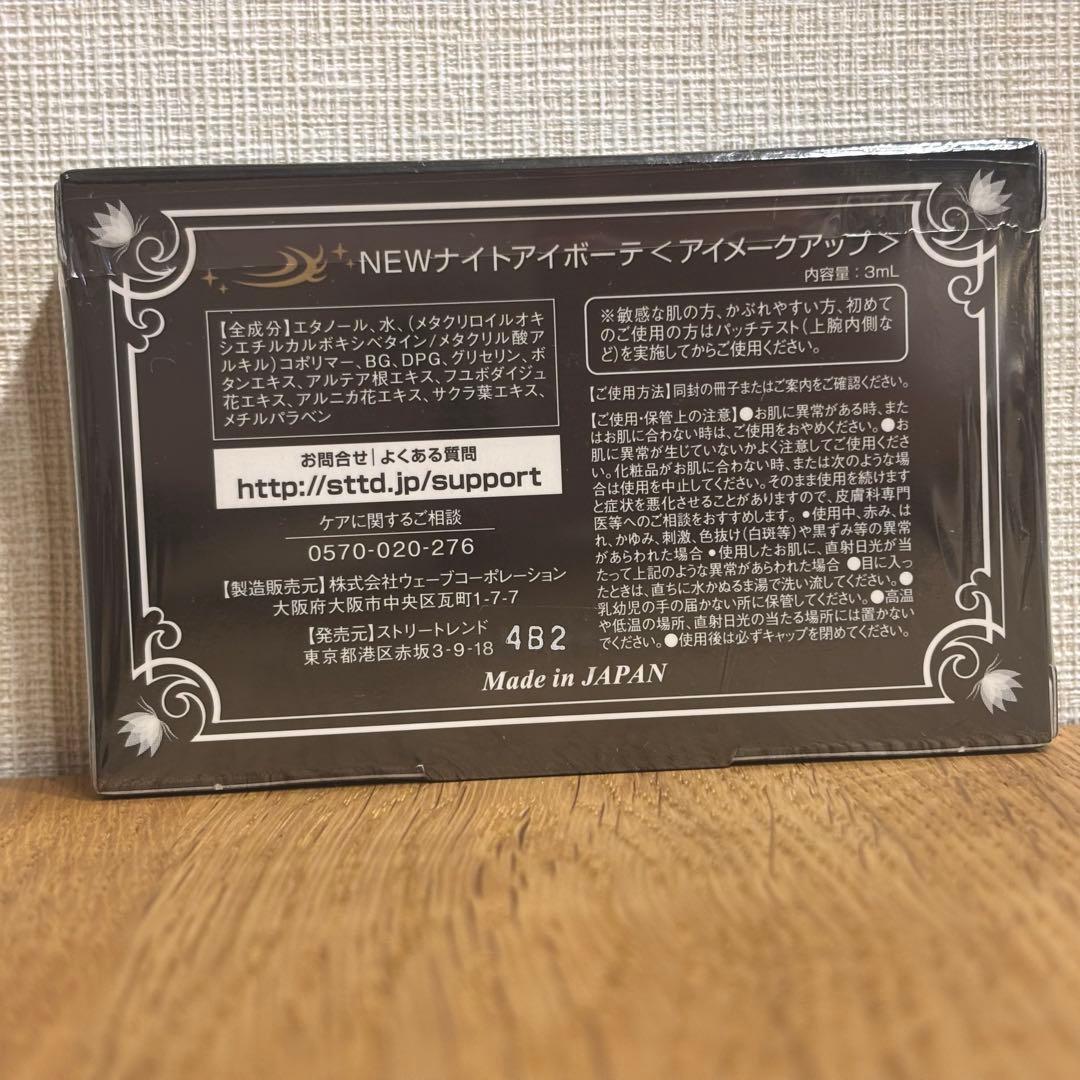 NEWナイトアイボーテ＜アイメークアップ＞
内容量：3mL
【全成分】エタノール、水、(メタクリロイルオキ
シエチルカルボキシベタイン/メタクリル酸ア
ルキル)コポリマー、BG、DPG、グリセリン、ボ
タンエキス、アルテア根エキス、フユボダイジュ
花エキス、アルニカ花エキス、サクラ葉エキス、
メチルパラベン
お問合せ|よくある質問
http://sttd.jp/support
ケアに関するご相談
0570-020-276
【製造販売元】株式会社ウェーブコーポレーション
大阪府大阪市中央区瓦町1-7-7
【発売元】ストリートレンド
東京都港区赤坂3-9-18
4B2
※敏感な肌の方、かぶれやすい方、初めて
のご使用の方はパッチテスト(上腕内側な
ど)を実施してからご使用ください。
【ご使用方法】同封の冊子またはご案内をご確認ください。
【ご使用・保管上の注意】●お肌に異常がある時、また
はお肌に合わない時は、ご使用をおやめください。●お
肌に異常が生じていないかよく注意してご使用くださ
い。化粧品がお肌に合わない時、または次のような場
合は使用を中止してください。そのまま使用を続けます
と症状を悪化させることがありますので、皮膚科専門
医等へのご相談をおすすめします。•使用中、赤み、は
れ、かゆみ、刺激、色抜け(白斑等)や黒ずみ等の異常
があらわれた場合•使用したお肌に、直射日光が当
たって上記のような異常があらわれた場合●目に入っ
たときは、直ちに水かぬるま湯で洗い流してください。●
乳幼児の手の届かない所に保管してください。●高温
や低温の場所、直射日光の当たる場所には置かない
でください。●使用後は必ずキャップを閉めてください。
Made in JAPAN